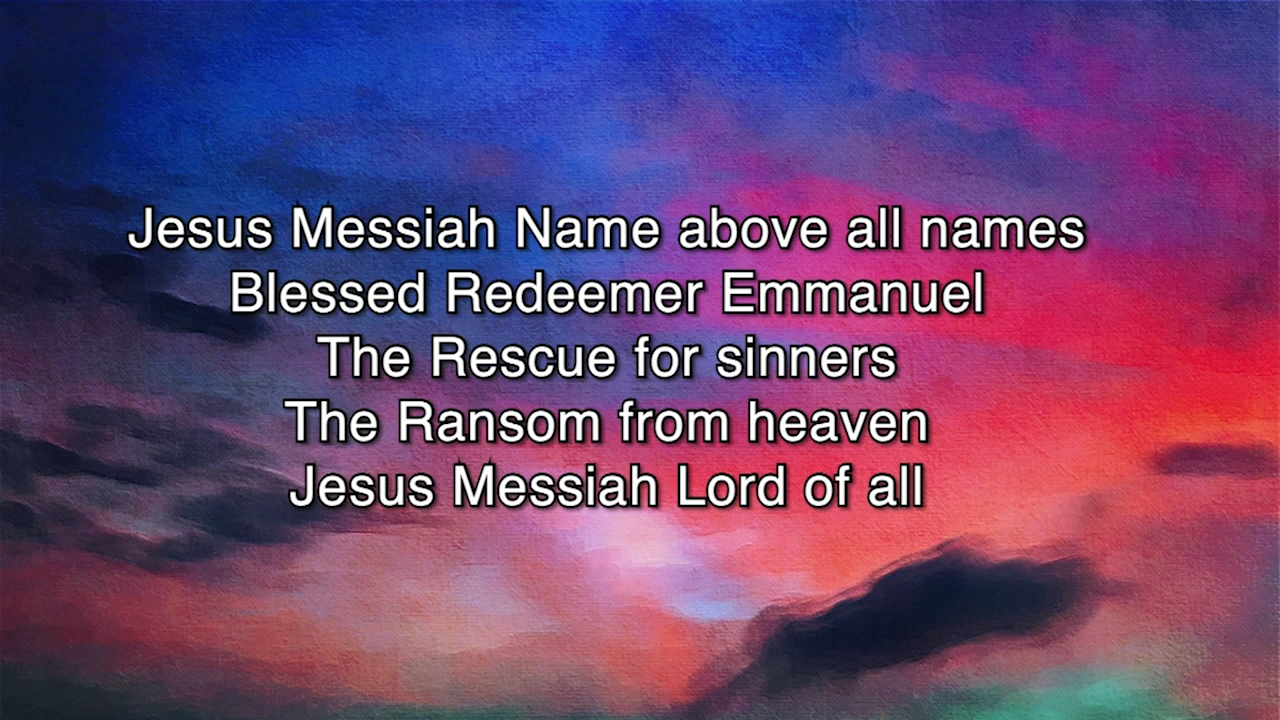 Jesus Messiah Name above all names
Blessed Redeemer Emmanuel
The Rescue for sinners
The Ransom from heaven
Jesus Messiah Lord of all